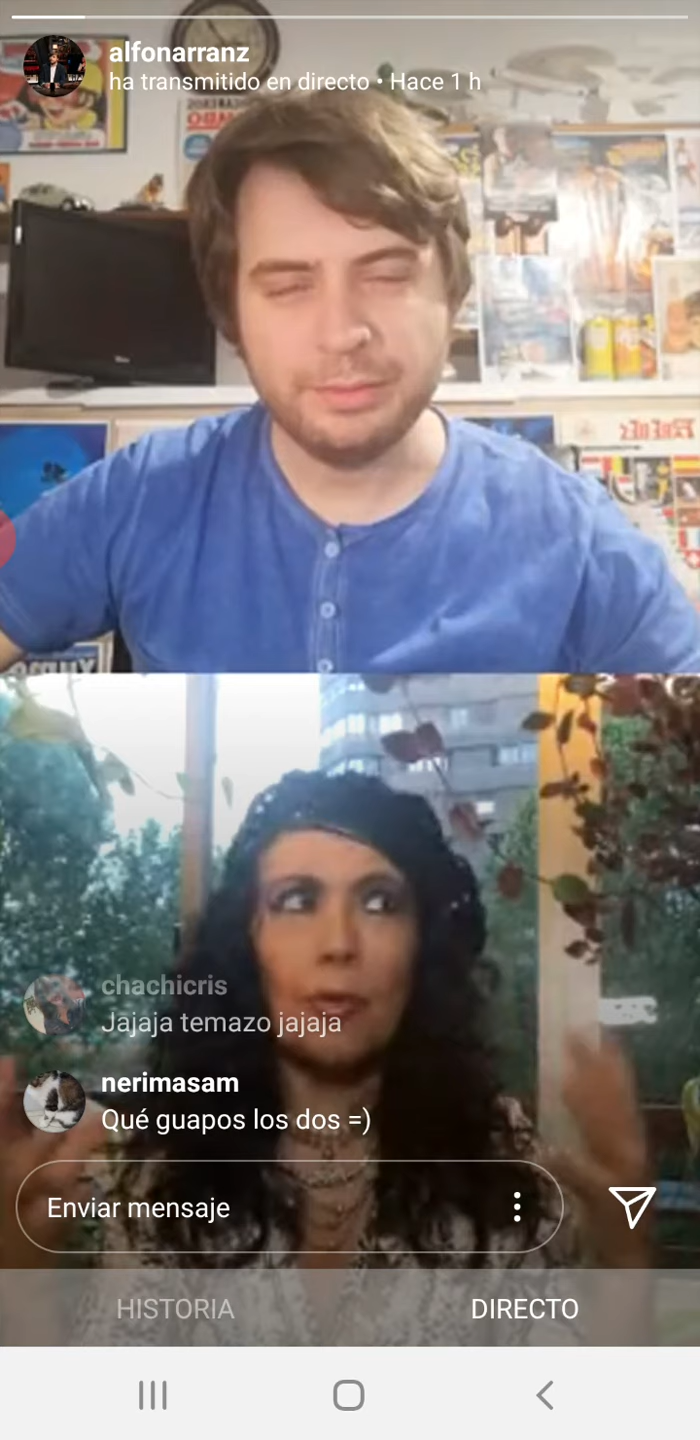 alfonarranz
ha transmitido en directo • Hace 1 h
chachicris
Jajaja temazo jajaja
nerimasam
Qué guapos los dos =)
Enviar mensaje
HISTORIA
DIRECTO